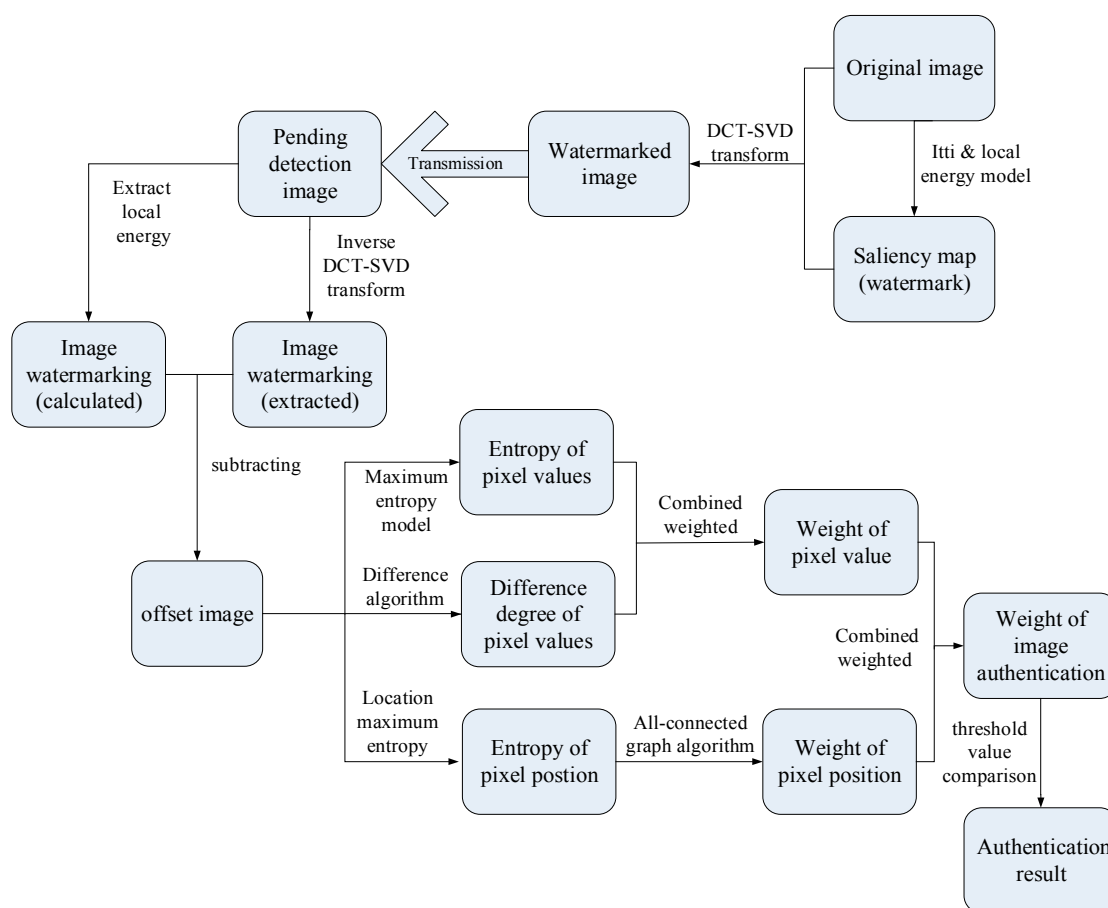 Original image
Pending
detection
image
Transmission
Watermarked
image
DCT-SVD
transform
Itti & local
energy model
Extract
local
energy
Inverse
DCT-SVD
transform
Saliency map
(watermark)
Image
watermarking
(calculated)
Image
watermarking
(extracted)
subtracting
Maximum
entropy
model
Entropy of
pixel values
Combined
weighted
Weight of
pixel value
offset image
Difference
algorithm
Difference
degree of
pixel values
Combined
weighted
Weight of
image
authentication
Location
maximum
entropy
Entropy of
pixel postion
All-connected
graph algorithm
Weight of
pixel position
threshold
value
comparison
Authentication
result